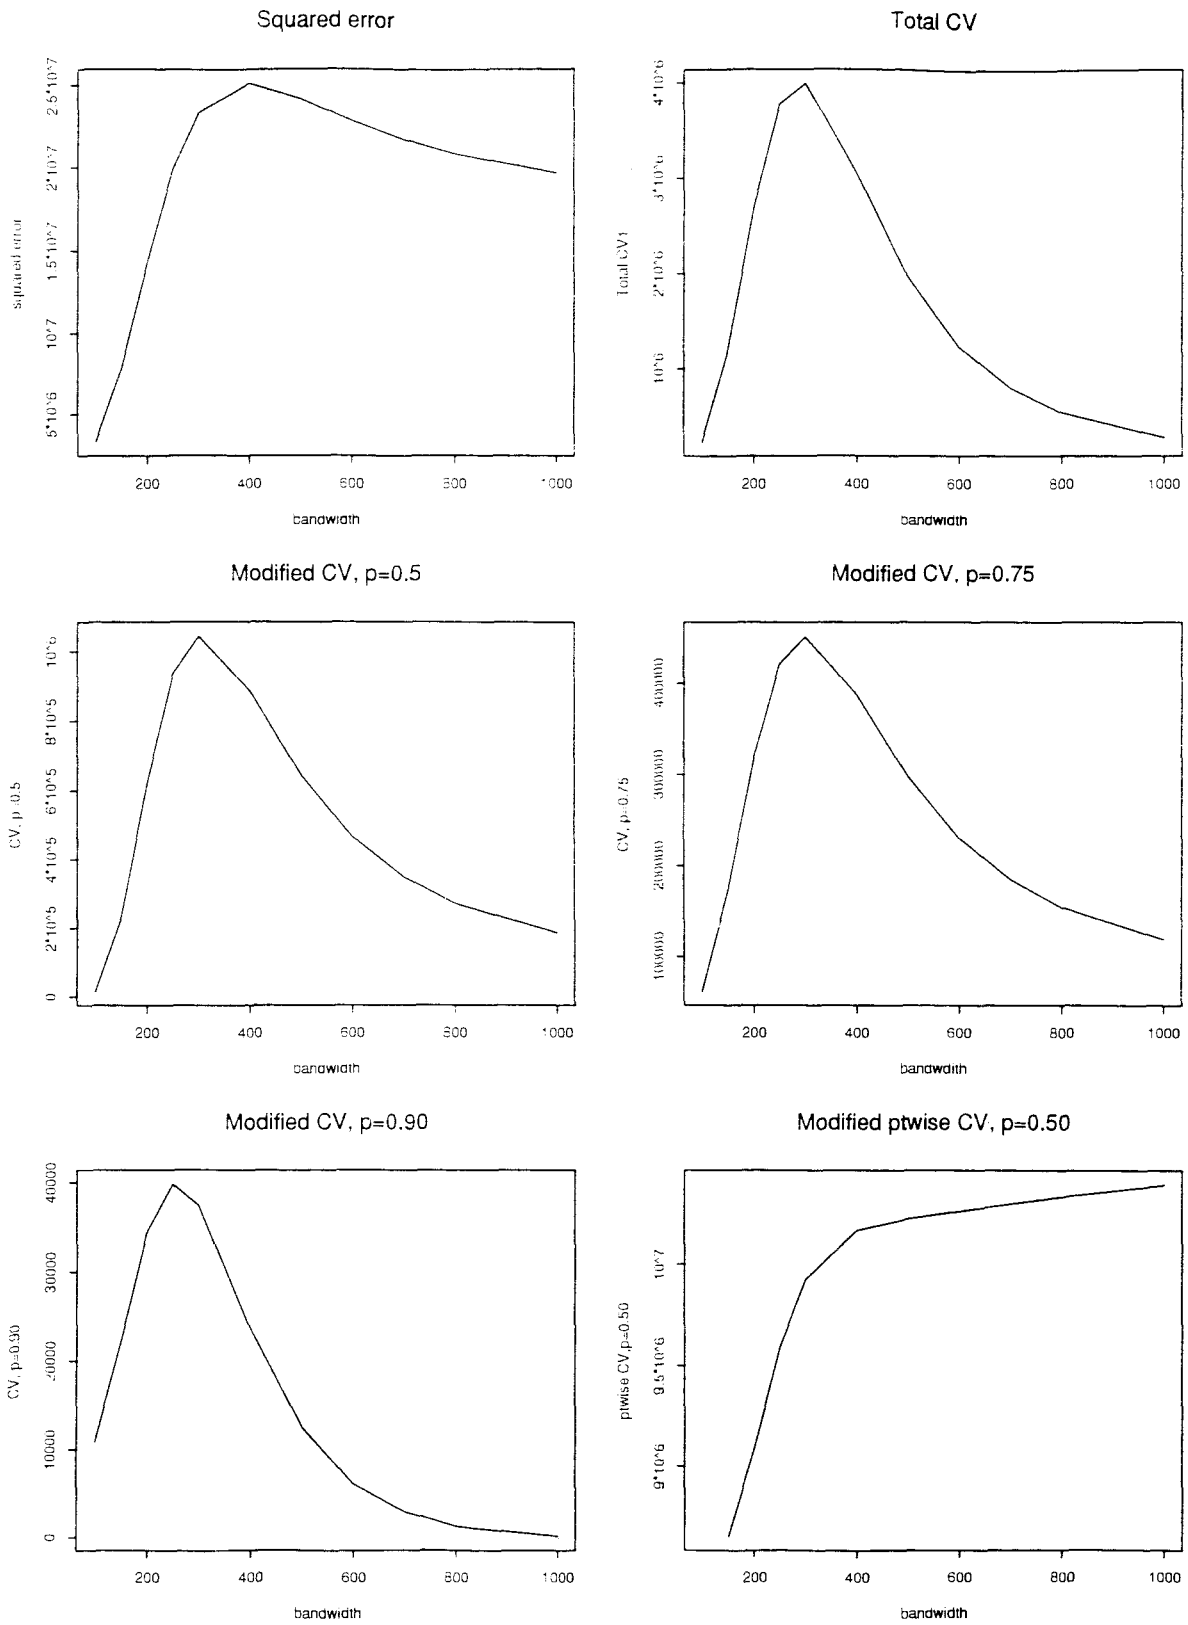 Squared error
squared error
2.5*10^7
2*10^7
1.5*10^7
10^7
5*10^6
200 400 600 800 1000
bandwidth
Total CV
Total CV1
4*10^6
3*10^6
2*10^6
10^6
200 400 600 800 1000
bandwidth
Modified CV, p=0.5
CV, p=0.5
10^6
8*10^5
6*10^5
4*10^5
2*10^5
0
200 400 600 800 1000
bandwidth
Modified CV, p=0.75
CV, p=0.75
400000
300000
200000
100000
200 400 600 800 1000
bandwdith
Modified CV, p=0.90
CV, p=0.90
40000
30000
20000
10000
0
200 400 600 800 1000
bandwidth
Modified ptwise CV, p=0.50
ptwise CV,p=0.50
10^7
9.5*10^6
9*10^6
200 400 600 800 1000
bandwidth